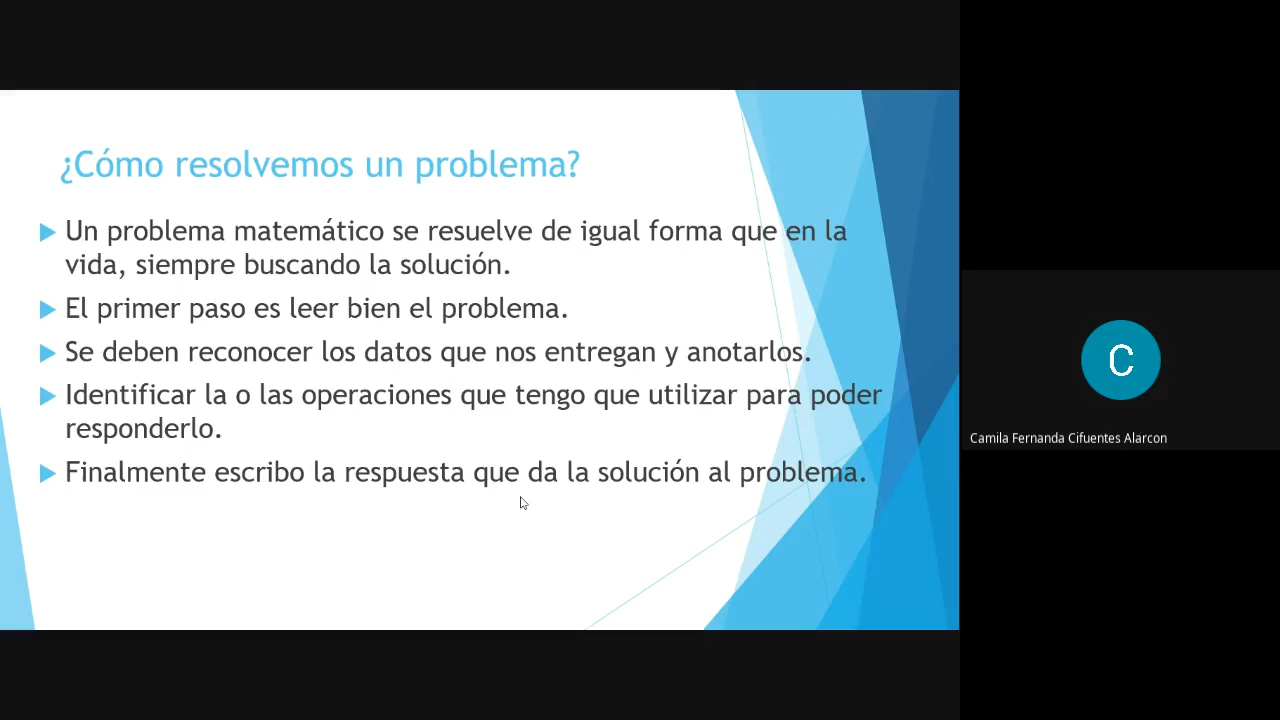 ¿Cómo resolvemos un problema?
Un problema matemático se resuelve de igual forma que en la
vida, siempre buscando la solución.
El primer paso es leer bien el problema.
Se deben reconocer los datos que nos entregan y anotarlos.
Identificar la o las operaciones que tengo que utilizar para poder
responderlo.
Finalmente escribo la respuesta que da la solución al problema.
C
Camila Fernanda Cifuentes Alarcon